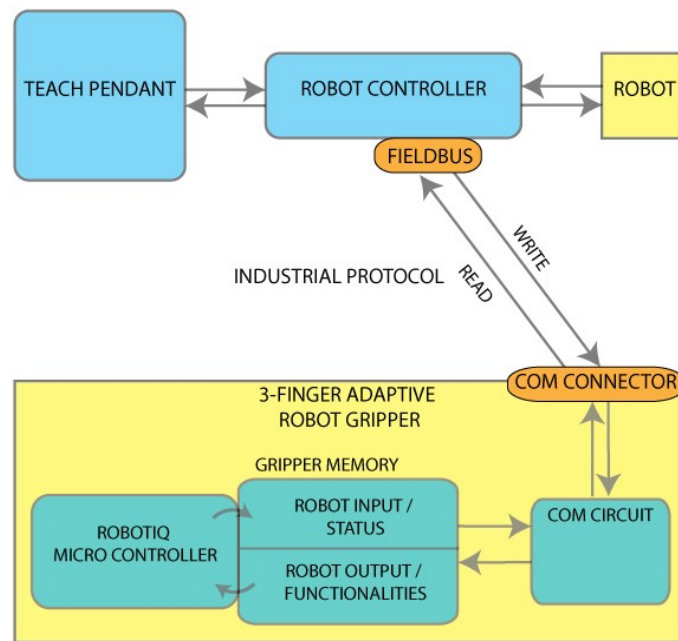 TEACH PENDANT
ROBOT CONTROLLER
ROBOT
FIELDBUS
WRITE
READ
INDUSTRIAL PROTOCOL
COM CONNECTOR
3-FINGER ADAPTIVE
ROBOT GRIPPER
GRIPPER MEMORY
ROBOTIQ
MICRO CONTROLLER
ROBOT INPUT /
STATUS
ROBOT OUTPUT /
FUNCTIONALITIES
COM CIRCUIT